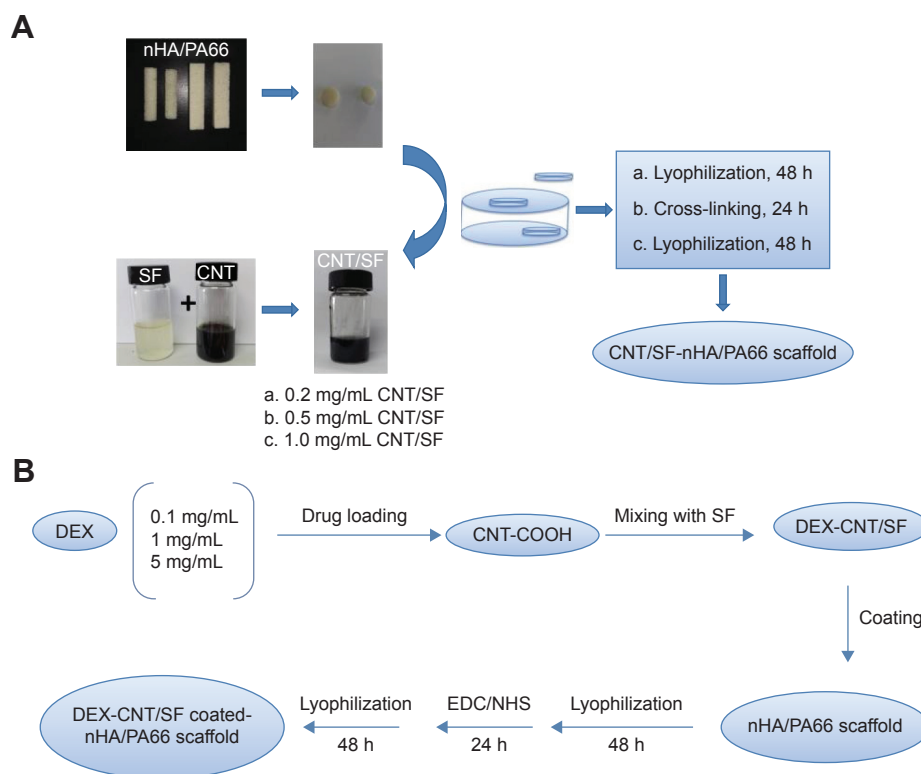 A
nHA/PA66
SF
CNT
+
CNT/SF
a. 0.2 mg/mL CNT/SF
b. 0.5 mg/mL CNT/SF
c. 1.0 mg/mL CNT/SF
a. Lyophilization, 48 h
b. Cross-linking, 24 h
c. Lyophilization, 48 h
CNT/SF-nHA/PA66 scaffold
B
DEX
0.1 mg/mL
1 mg/mL
5 mg/mL
Drug loading
CNT-COOH
Mixing with SF
DEX-CNT/SF
Coating
nHA/PA66 scaffold
Lyophilization
48 h
EDC/NHS
24 h
Lyophilization
48 h
DEX-CNT/SF coated-
nHA/PA66 scaffold